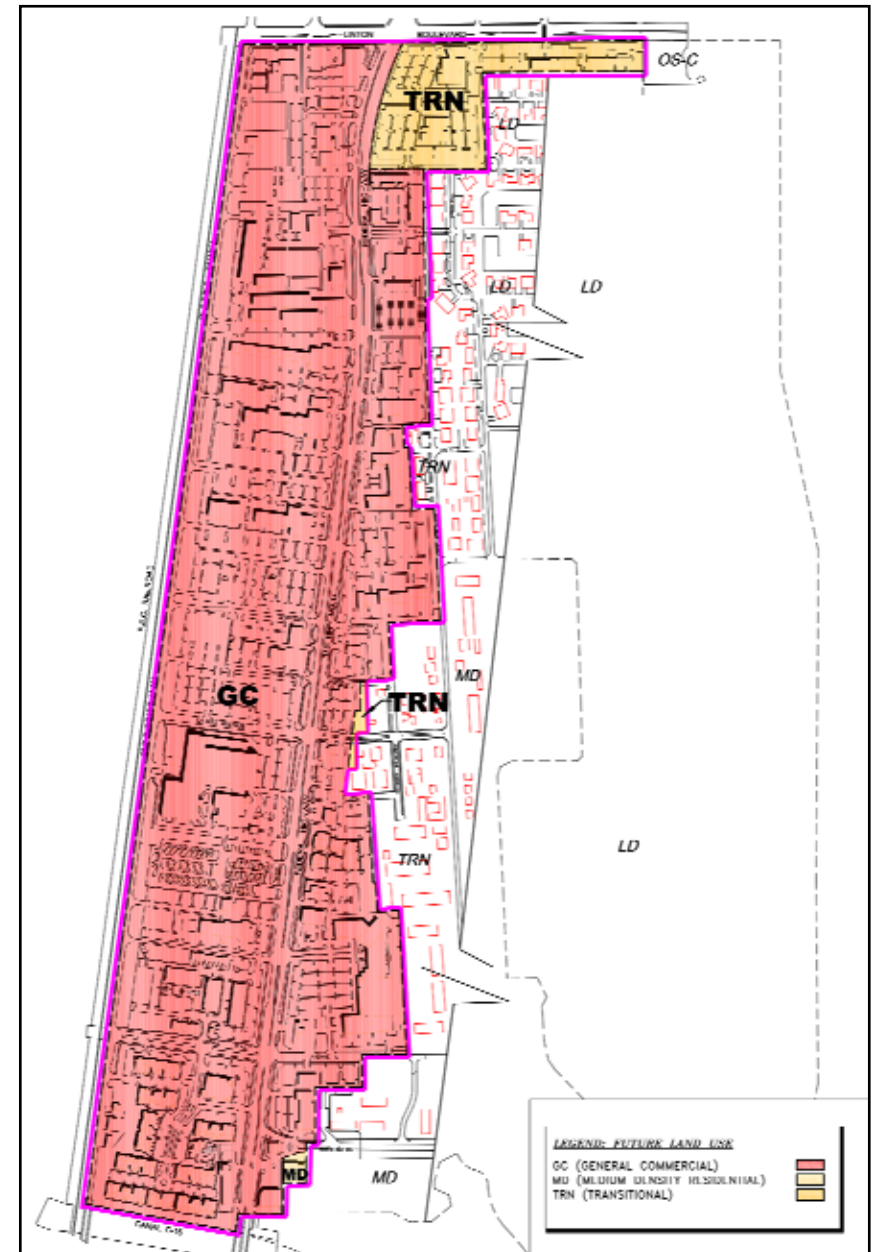 LINTON BOULEVARD
OS-C
TRN
LD
LD
LD
TRN
MD
GC
TRN
TRN
LD
MD
MD
CANAL C-15
LEGEND: FUTURE LAND USE
GC (GENERAL COMMERCIAL)
MD (MEDIUM DENSITY RESIDENTIAL)
TRN (TRANSITIONAL)